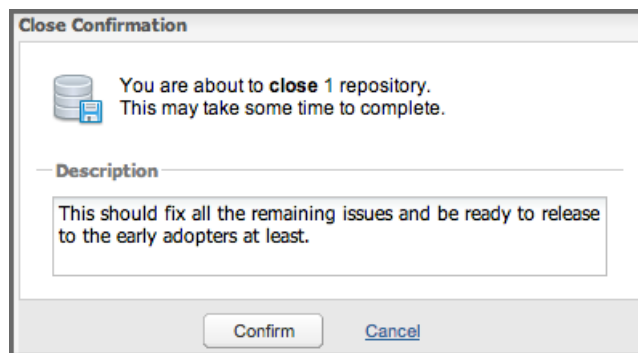 Close Confirmation
You are about to close 1 repository.
This may take some time to complete.
Description
This should fix all the remaining issues and be ready to release
to the early adopters at least.
Confirm
Cancel